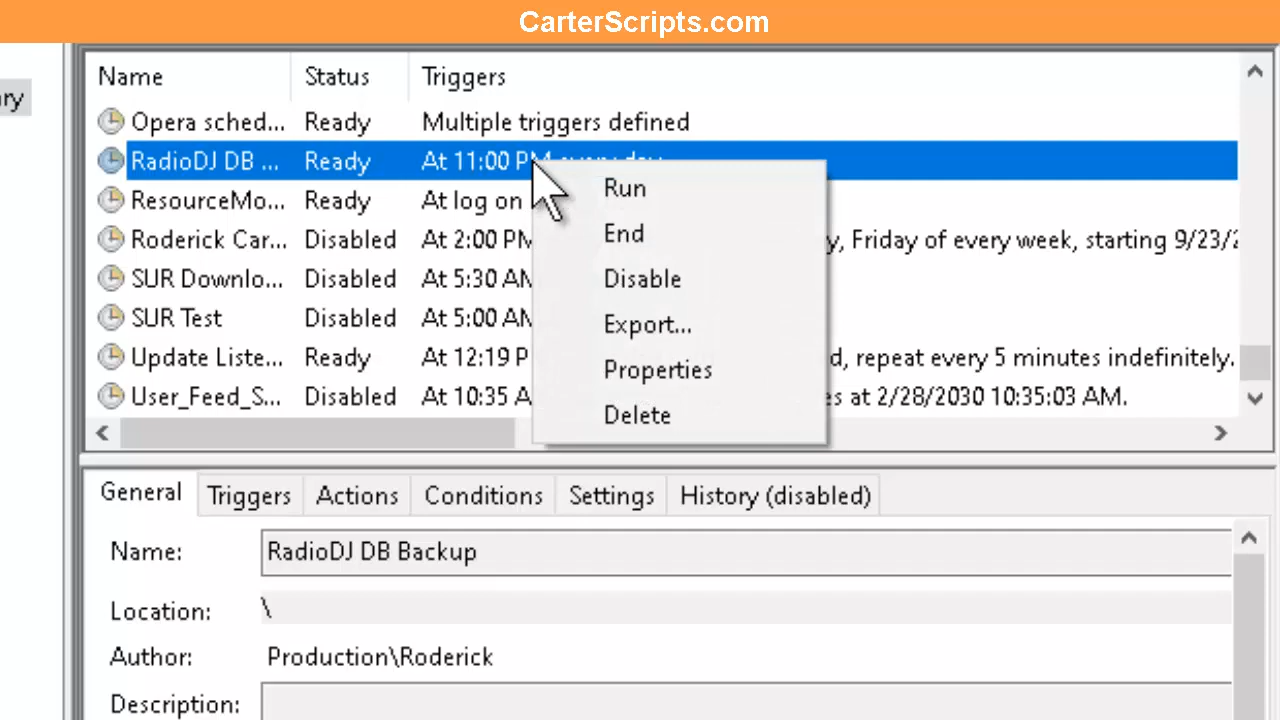 CarterScripts.com
ry
Name Status Triggers
Opera sched... Ready Multiple triggers defined
RadioDJ DB ... Ready At 11:00 PM every day
ResourceMo... Ready At log on
Roderick Car... Disabled At 2:00 PM y, Friday of every week, starting 9/23/2
SUR Downlo... Disabled At 5:30 AM
SUR Test Disabled At 5:00 AM
Update Liste... Ready At 12:19 P d, repeat every 5 minutes indefinitely.
User_Feed_S... Disabled At 10:35 A es at 2/28/2030 10:35:03 AM.
Run
End
Disable
Export...
Properties
Delete
General Triggers Actions Conditions Settings History (disabled)
Name: RadioDJ DB Backup
Location: \
Author: Production\Roderick
Description: